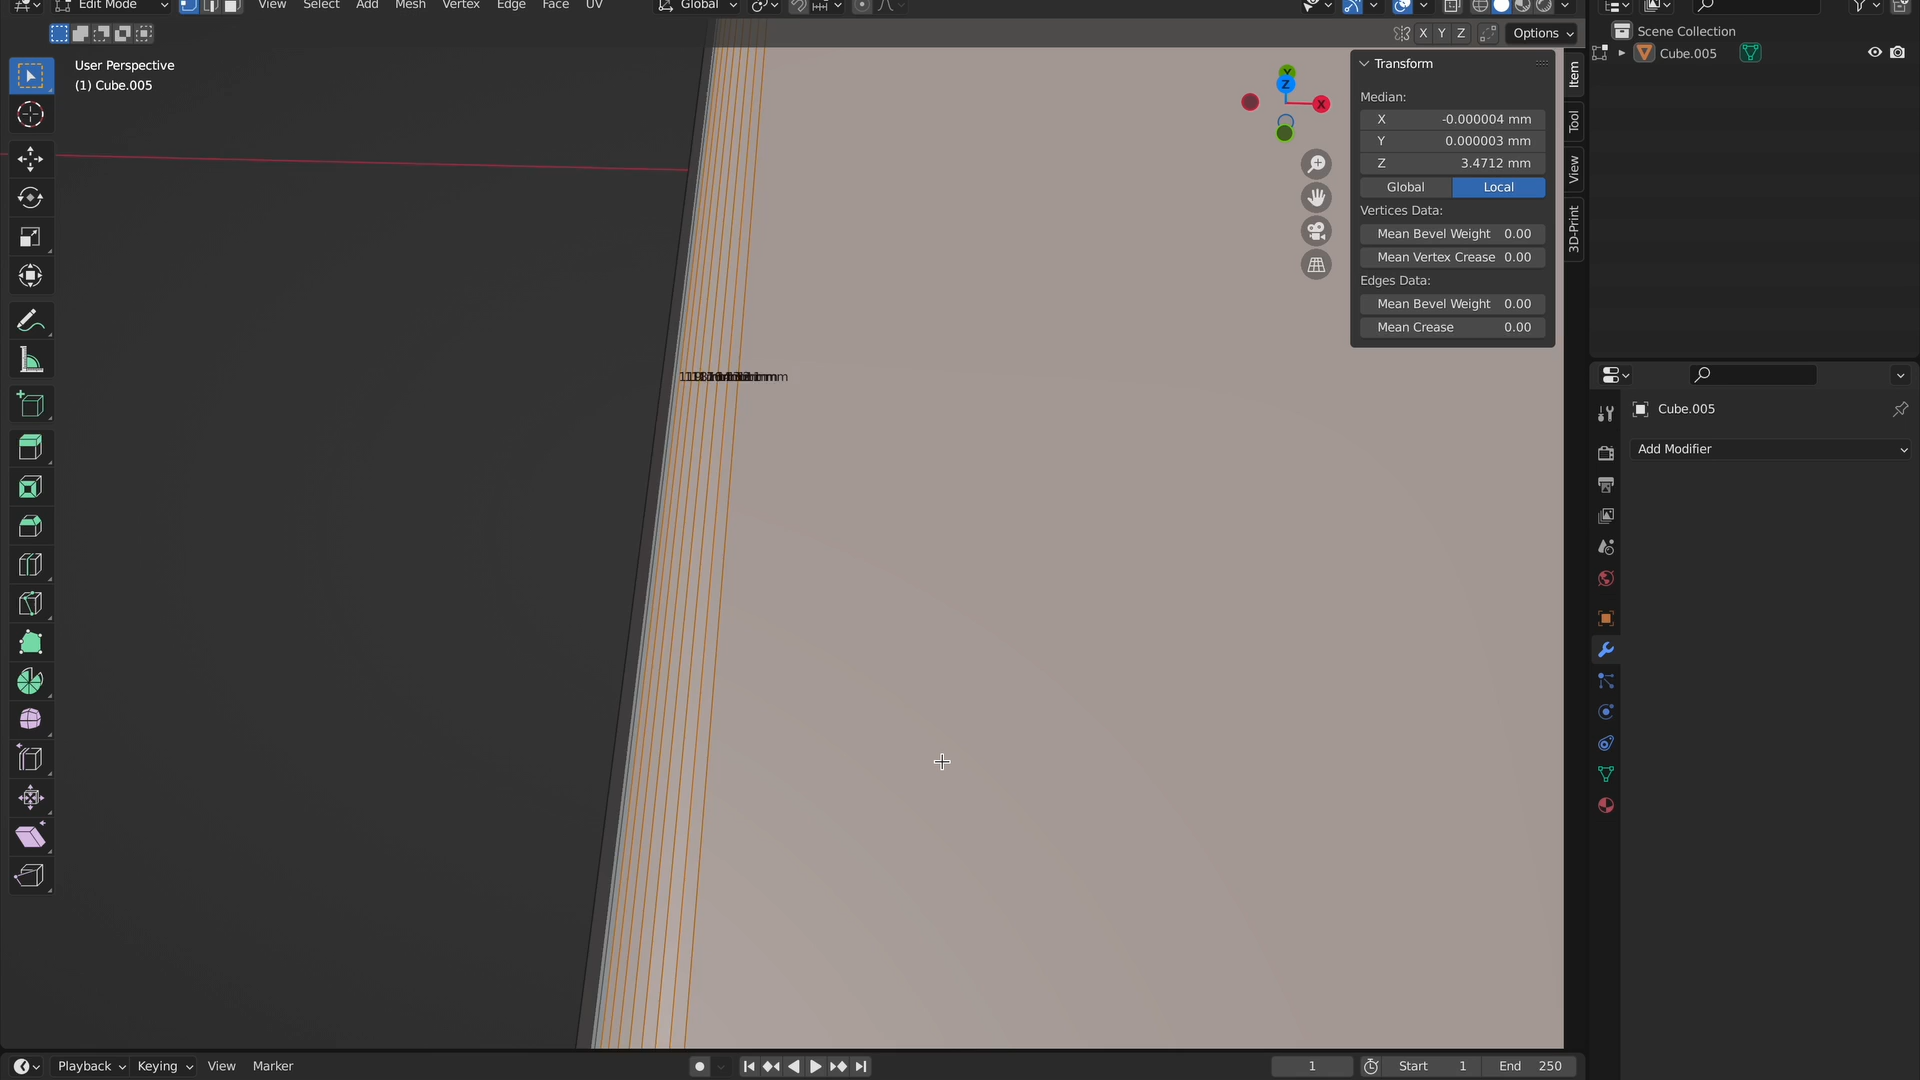 Edit Mode View Select Add Mesh Vertex Edge Face UV Global
X Y Z Options
User Perspective
(1) Cube.005
Y
Z
X
Transform
Median:
X -0.000004 mm
Y 0.000003 mm
Z 3.4712 mm
Global Local
Vertices Data:
Mean Bevel Weight 0.00
Mean Vertex Crease 0.00
Edges Data:
Mean Bevel Weight 0.00
Mean Crease 0.00
Item
Tool
View
3D-Print
Scene Collection
Cube.005
Cube.005
Add Modifier
Playback Keying View Marker
1 Start 1 End 250